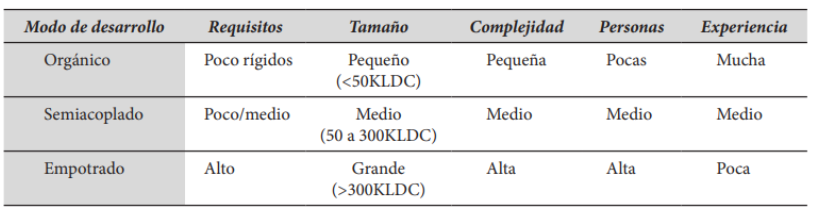 Modo de desarrollo Requisitos Tamaño Complejidad Personas Experiencia
Orgánico Poco rígidos Pequeño Pequeña Pocas Mucha
(<50KLDC)
Semiacoplado Poco/medio Medio Medio Medio Medio
(50 a 300KLDC)
Empotrado Alto Grande Alta Alta Poca
(>300KLDC)